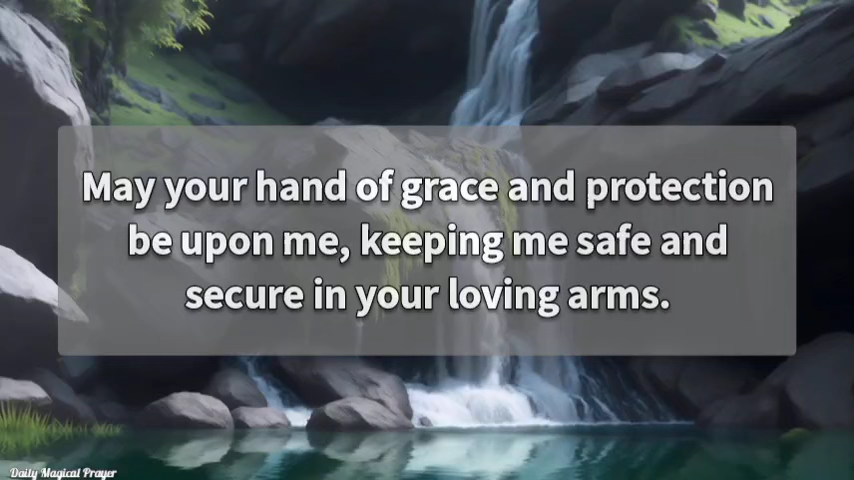 May your hand of grace and protection
be upon me, keeping me safe and
secure in your loving arms.
Daily Magical Prayer